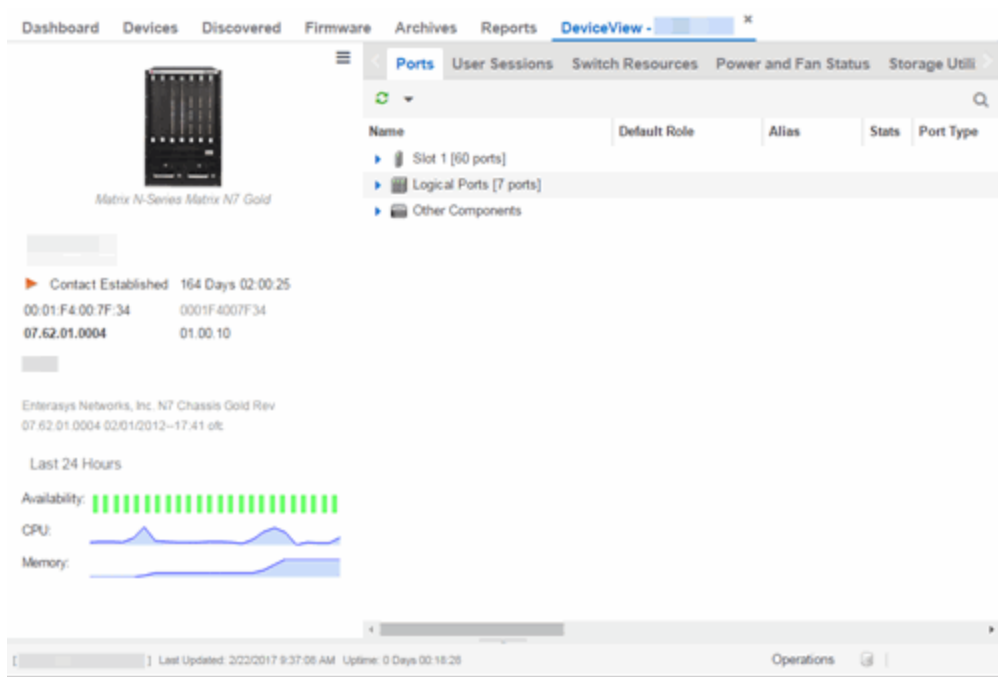 Dashboard Devices Discovered Firmware Archives Reports DeviceView - ×
Ports User Sessions Switch Resources Power and Fan Status Storage Utili
Name Default Role Alias Stats Port Type
Slot 1 [60 ports]
Logical Ports [7 ports]
Other Components
Matrix N-Series Matrix N7 Gold
Contact Established 164 Days 02:00:25
00:01:F4:00:7F:34 0001F4007F34
07.62.01.0004 01.00.10
Enterasys Networks, Inc. N7 Chassis Gold Rev
07.62.01.0004 02/01/2012--17:41 ofc
Last 24 Hours
Availability:
CPU:
Memory:
[ ] Last Updated: 2/22/2017 9:37:06 AM Uptime: 0 Days 00:18:28 Operations